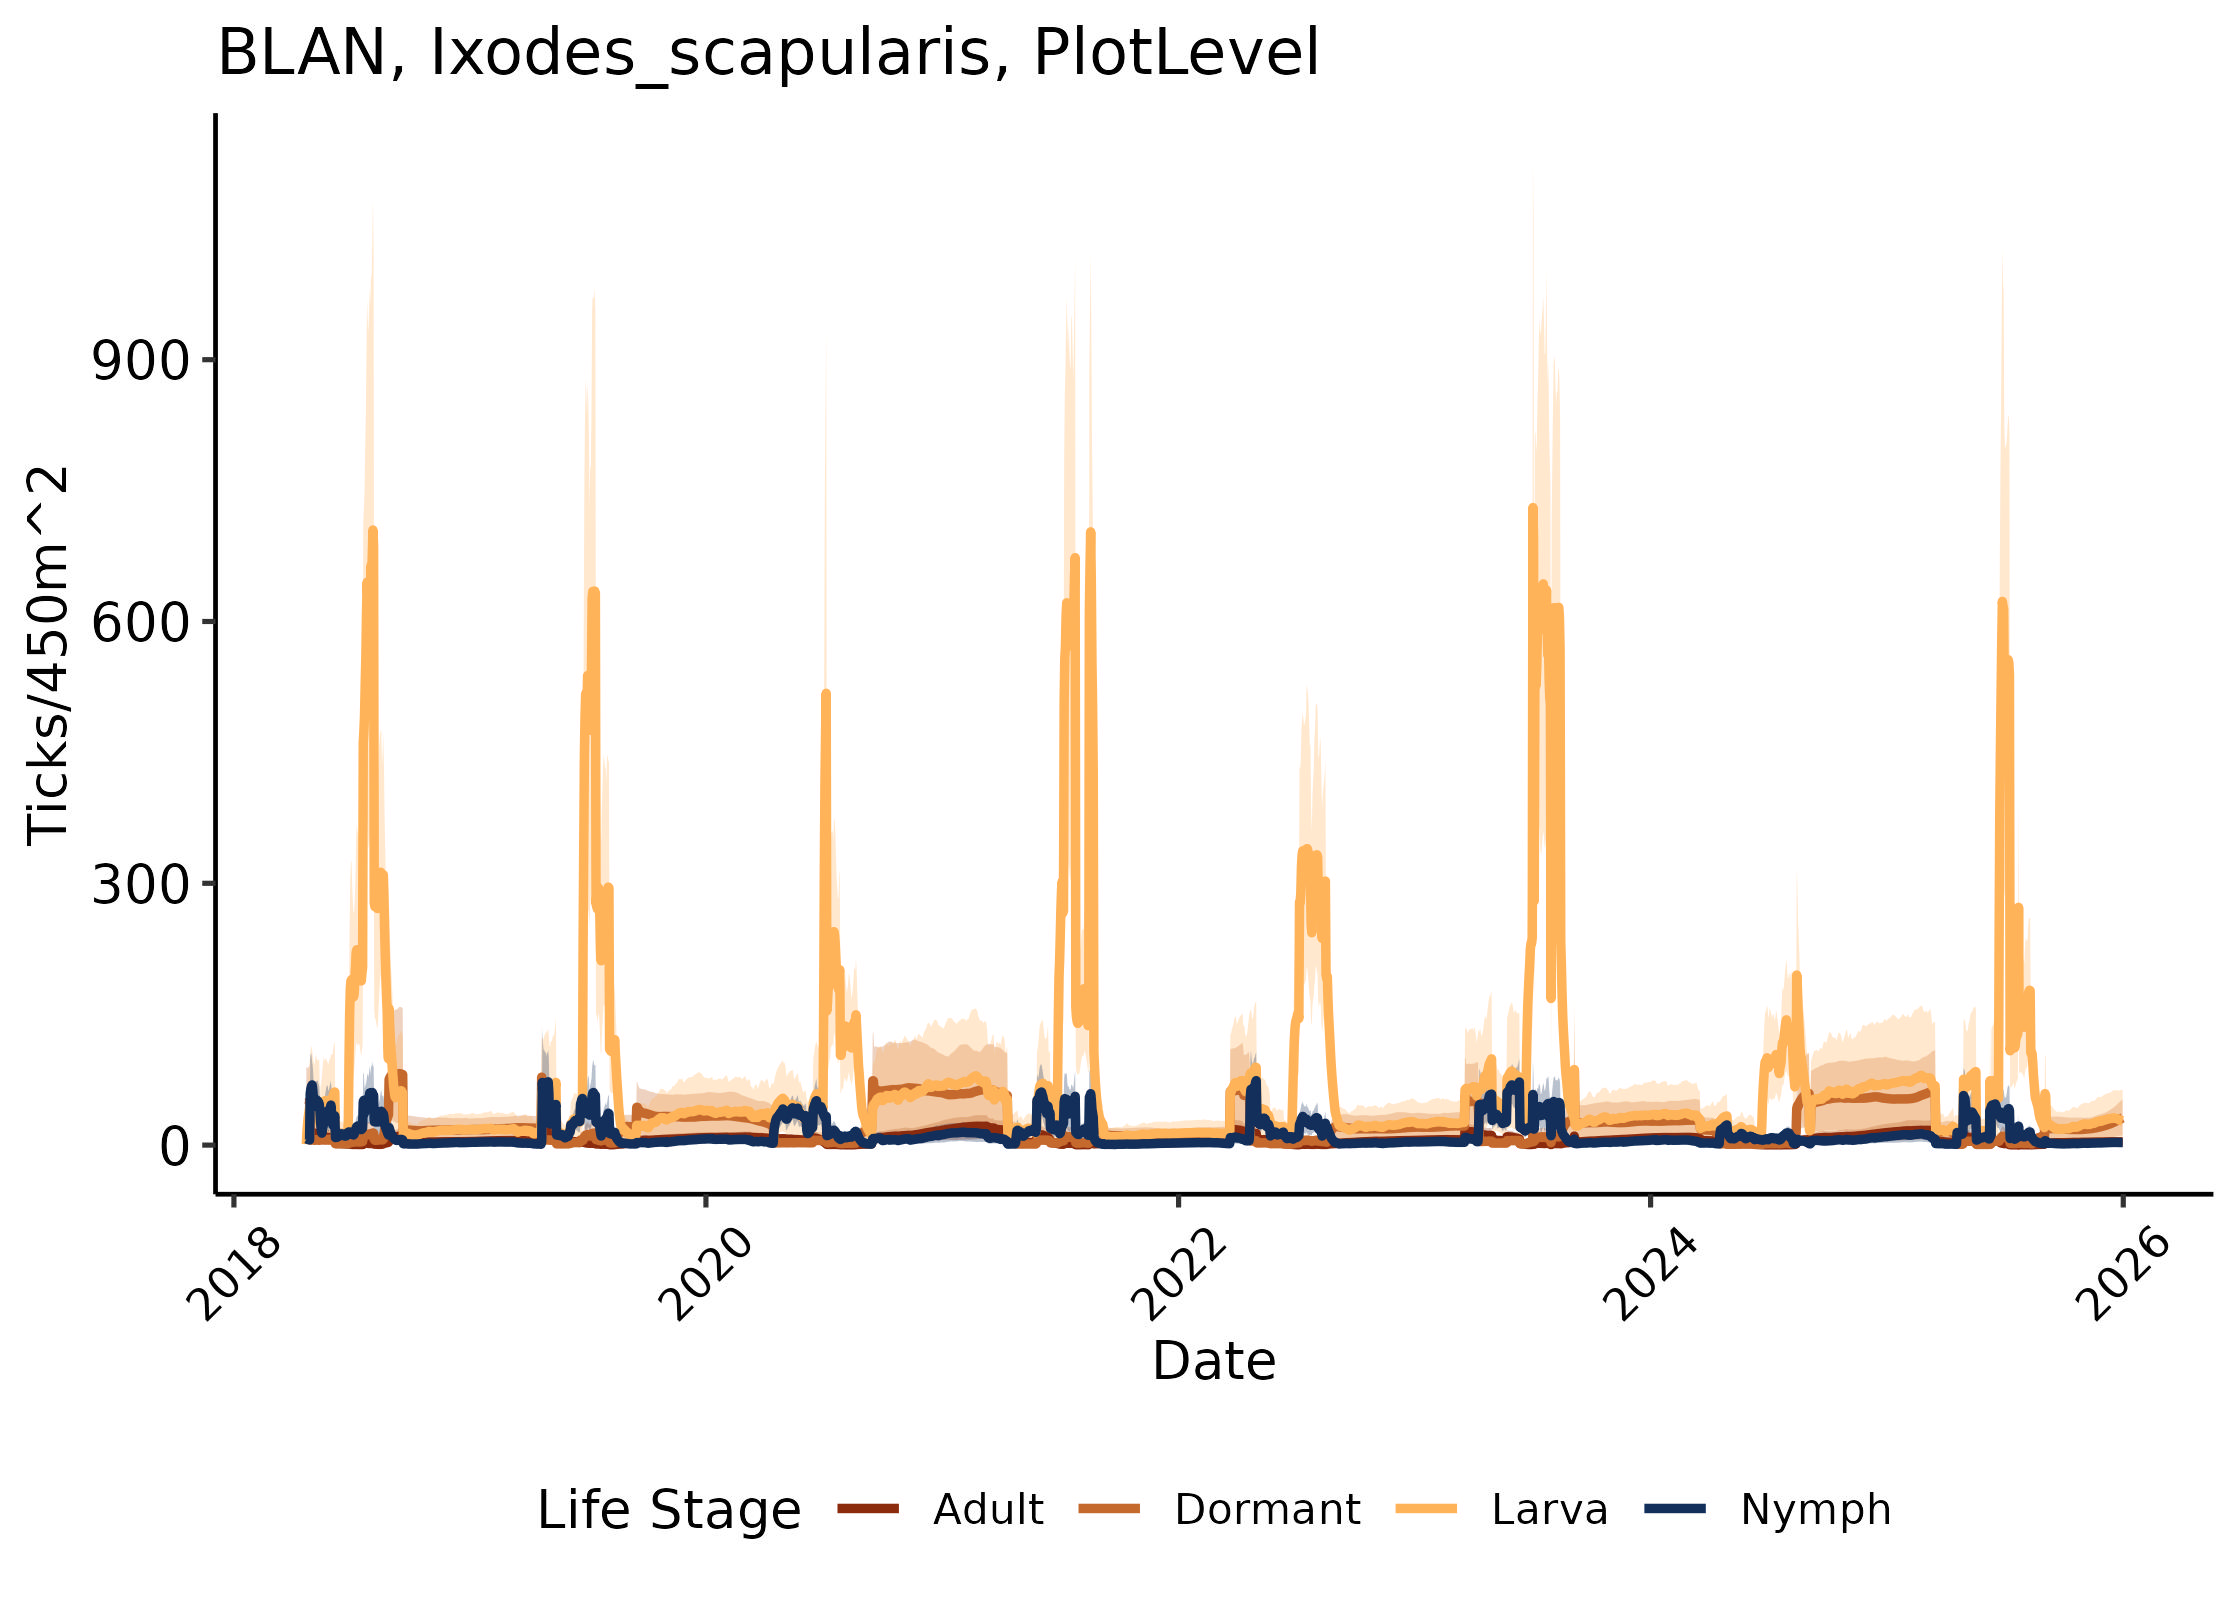 BLAN, Ixodes_scapularis, PlotLevel
Ticks/450m^2
900
600
300
0
2018
2020
2022
2024
2026
Date
Life Stage Adult Dormant Larva Nymph